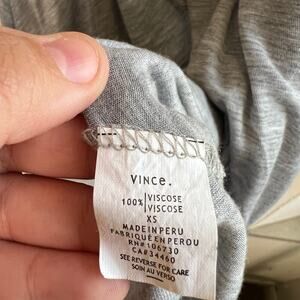 VINCE.
100% VISCOSE
VISCOSE
XS
MADE IN PERU
FABRIQUÉ EN PEROU
RN#106730
CA#34460
SEE REVERSE FOR CARE
SOIN AU VERSO